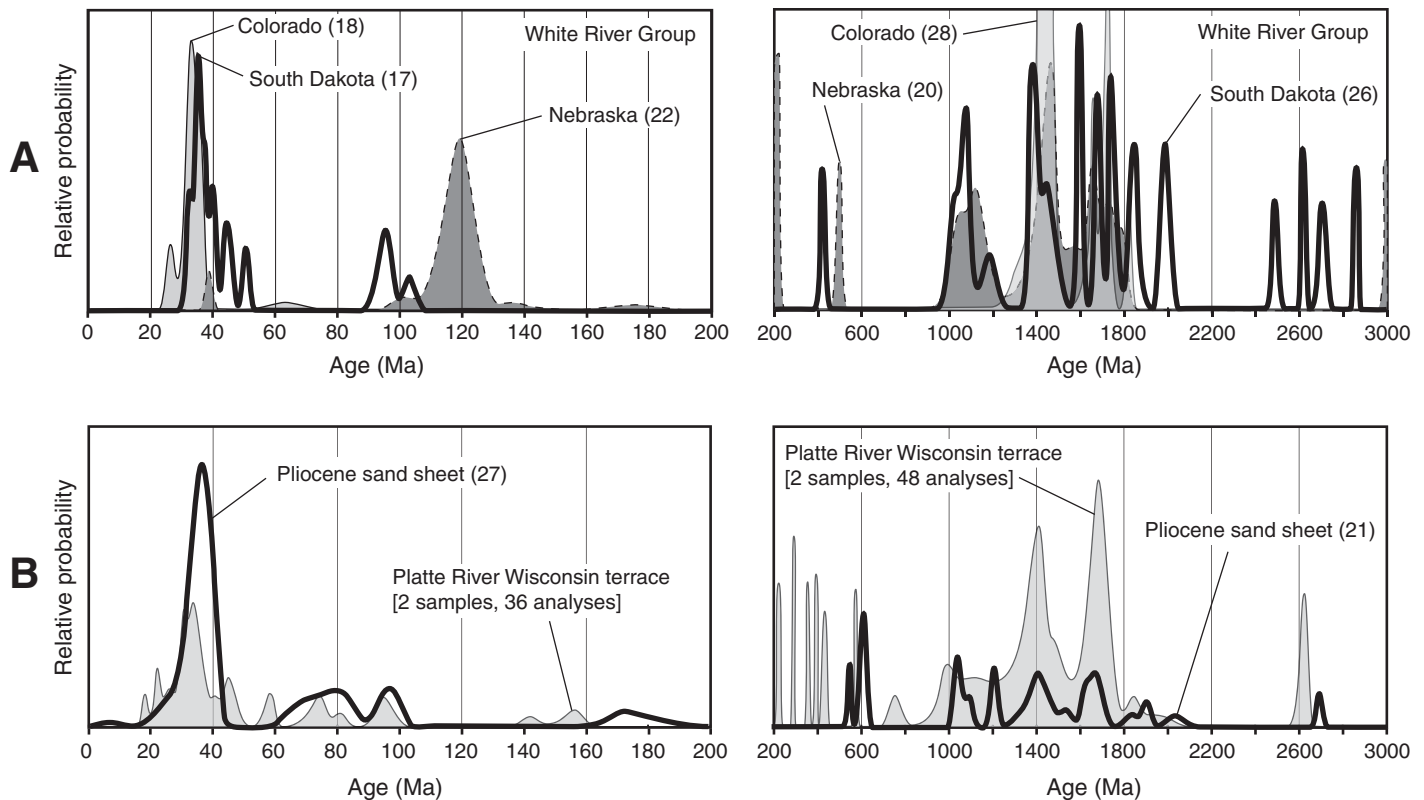 A
Relative probability
Colorado (18)
South Dakota (17)
White River Group
Nebraska (22)
0 20 40 60 80 100 120 140 160 180 200
Age (Ma)
Colorado (28)
White River Group
Nebraska (20)
South Dakota (26)
200 600 1000 1400 1800 2200 2600 3000
Age (Ma)
B
Relative probability
Pliocene sand sheet (27)
Platte River Wisconsin terrace
[2 samples, 36 analyses]
0 20 40 60 80 100 120 140 160 180 200
Age (Ma)
Platte River Wisconsin terrace
[2 samples, 48 analyses]
Pliocene sand sheet (21)
200 600 1000 1400 1800 2200 2600 3000
Age (Ma)